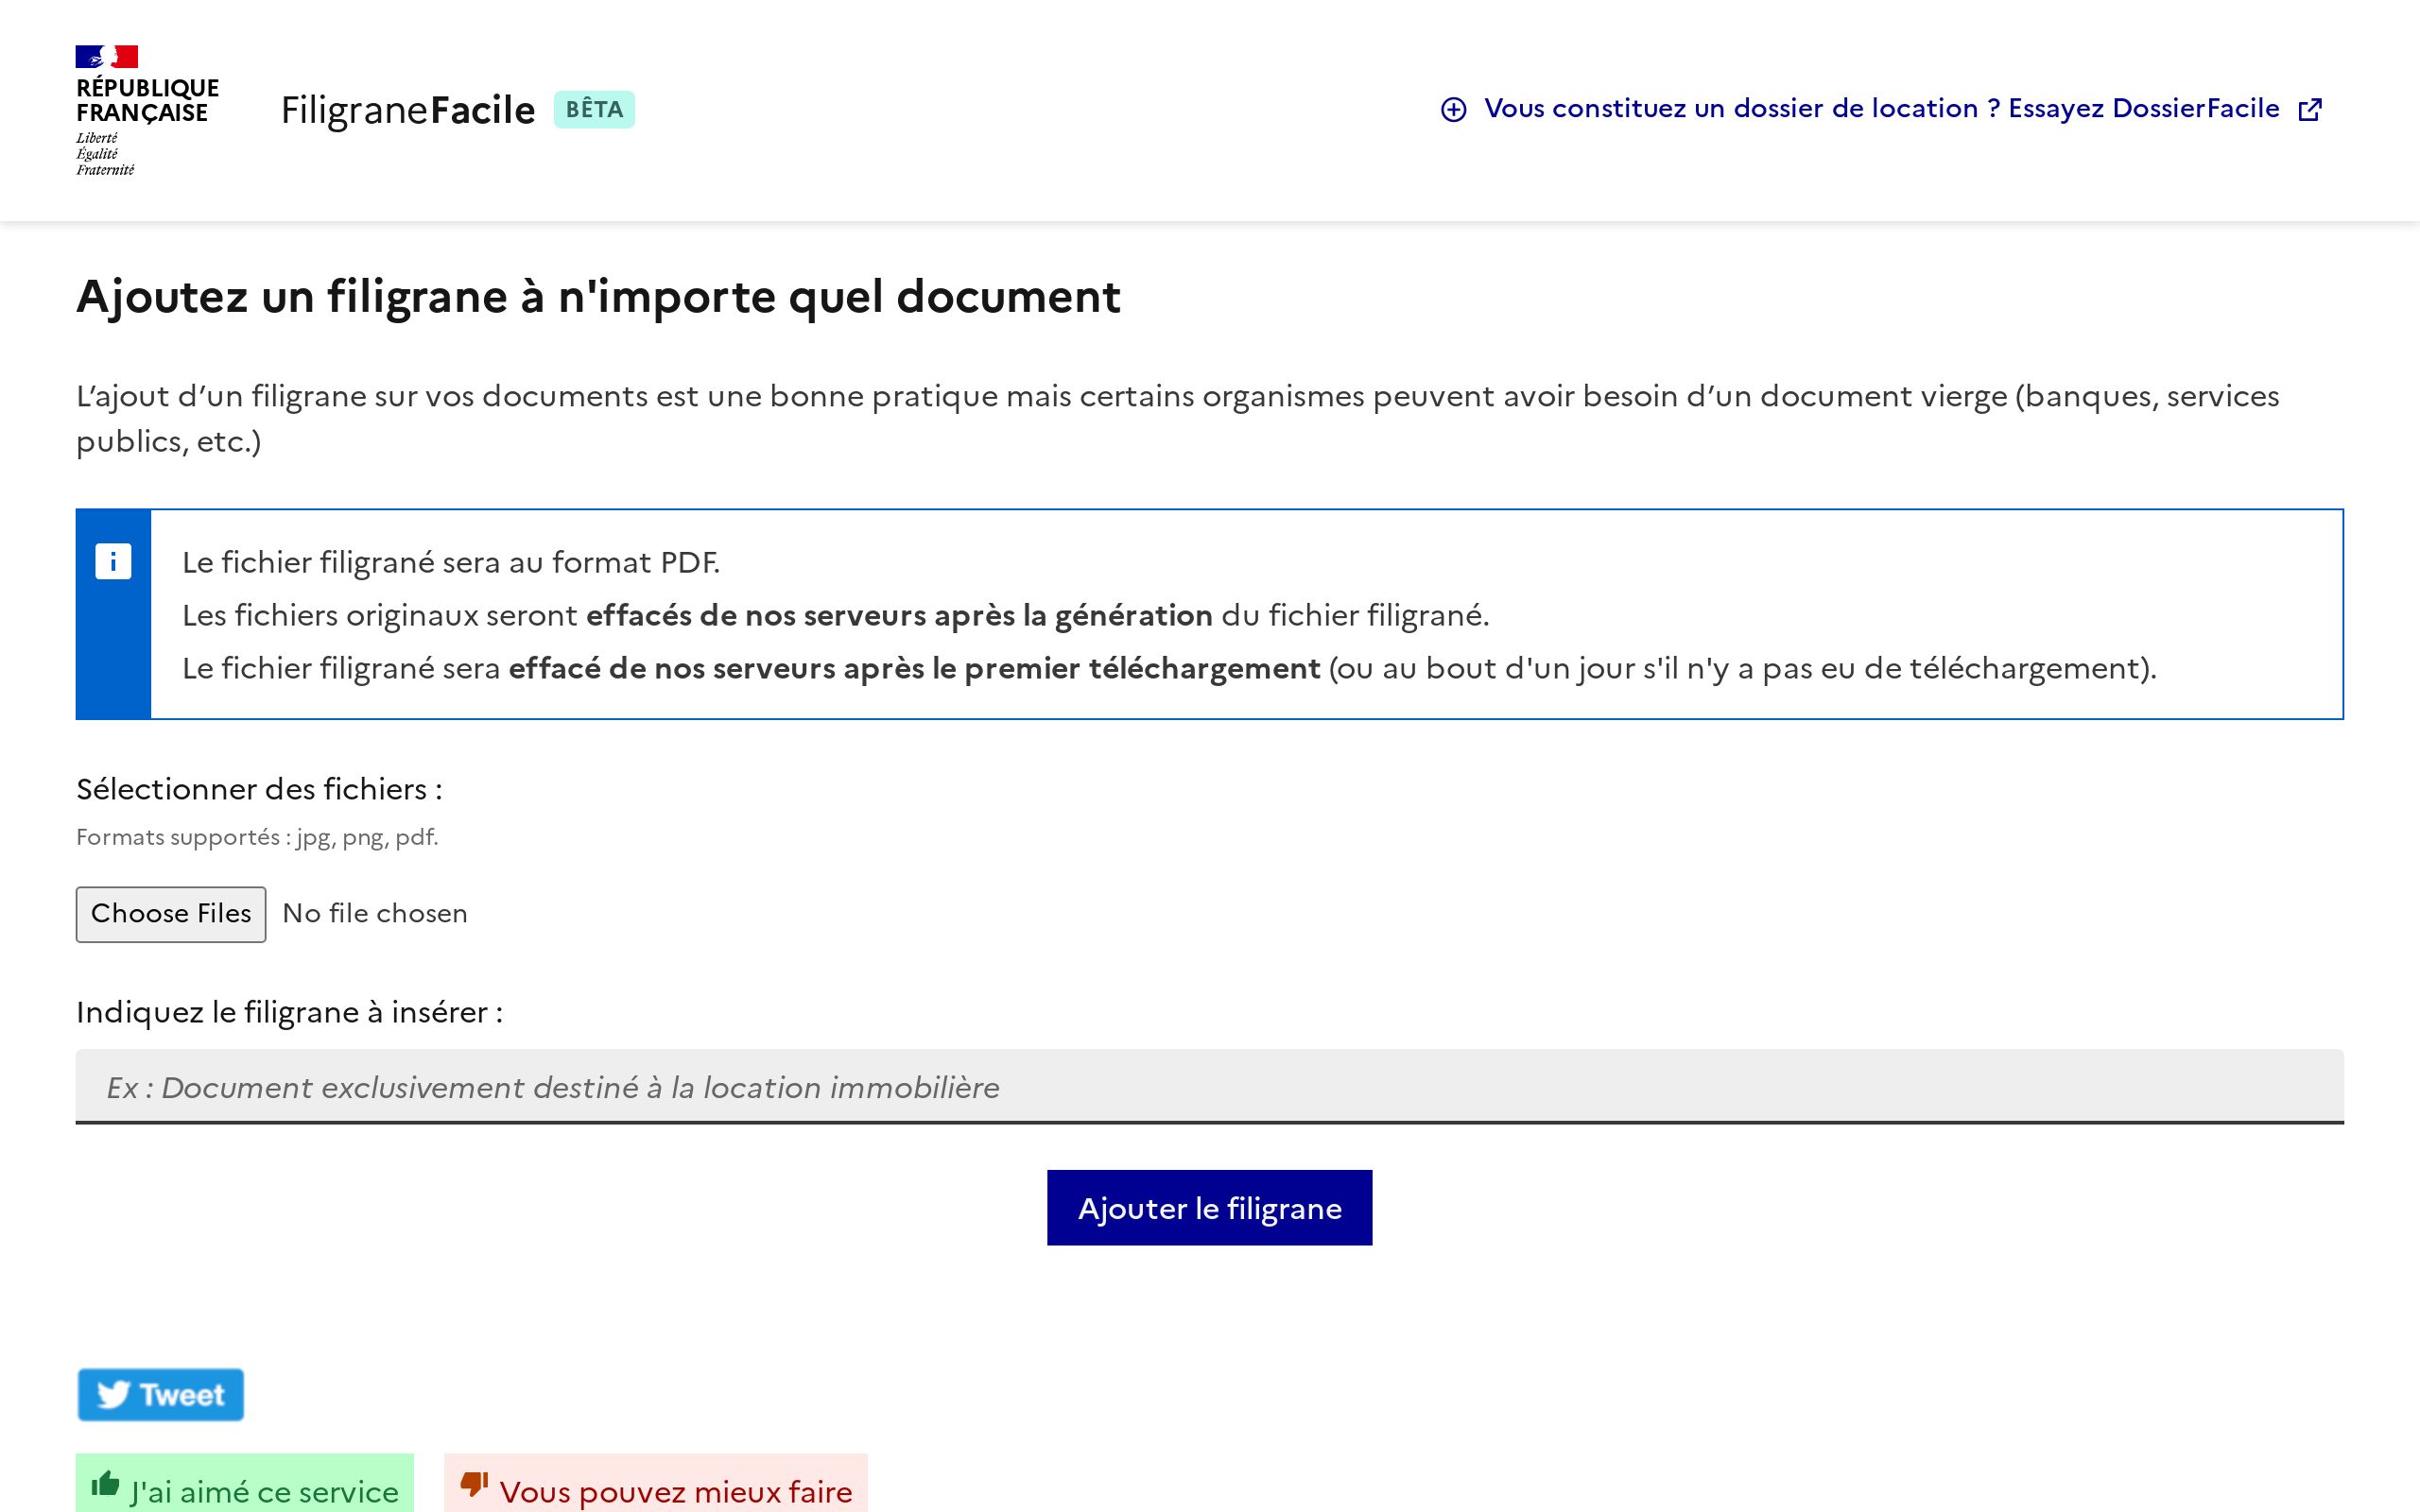 RÉPUBLIQUE
FRANÇAISE
Liberté
Égalité
Fraternité
FiligraneFacile BÊTA
Vous constituez un dossier de location ? Essayez DossierFacile
Ajoutez un filigrane à n'importe quel document
L’ajout d’un filigrane sur vos documents est une bonne pratique mais certains organismes peuvent avoir besoin d’un document vierge (banques, services
publics, etc.)
Le fichier filigrané sera au format PDF.
Les fichiers originaux seront effacés de nos serveurs après la génération du fichier filigrané.
Le fichier filigrané sera effacé de nos serveurs après le premier téléchargement (ou au bout d'un jour s'il n'y a pas eu de téléchargement).
Sélectionner des fichiers :
Formats supportés : jpg, png, pdf.
Choose Files No file chosen
Indiquez le filigrane à insérer :
Ex : Document exclusivement destiné à la location immobilière
Ajouter le filigrane
Tweet
J'ai aimé ce service Vous pouvez mieux faire